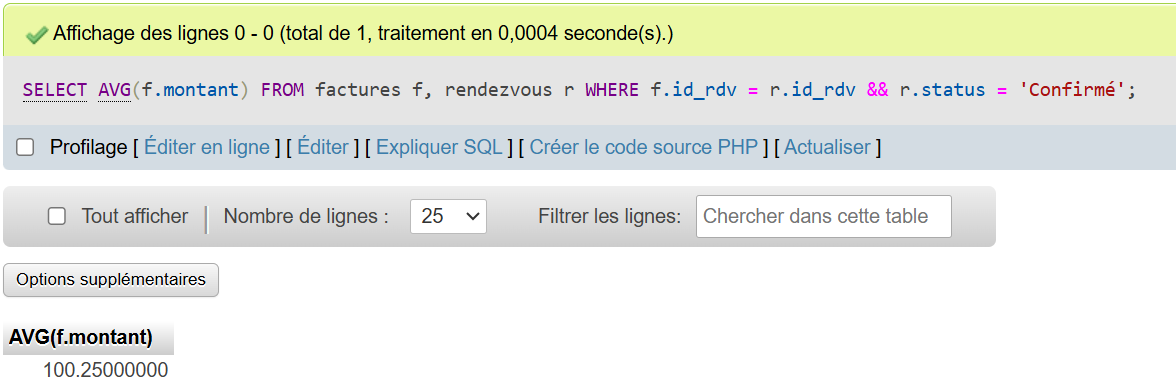 Affichage des lignes 0 - 0 (total de 1, traitement en 0,0004 seconde(s).)
SELECT AVG(f.montant) FROM factures f, rendezvous r WHERE f.id_rdv = r.id_rdv && r.status = 'Confirmé';
Profilage [ Éditer en ligne ] [ Éditer ] [ Expliquer SQL ] [ Créer le code source PHP ] [ Actualiser ]
Tout afficher | Nombre de lignes : 25 Filtrer les lignes: Chercher dans cette table
Options supplémentaires
AVG(f.montant)
100.25000000